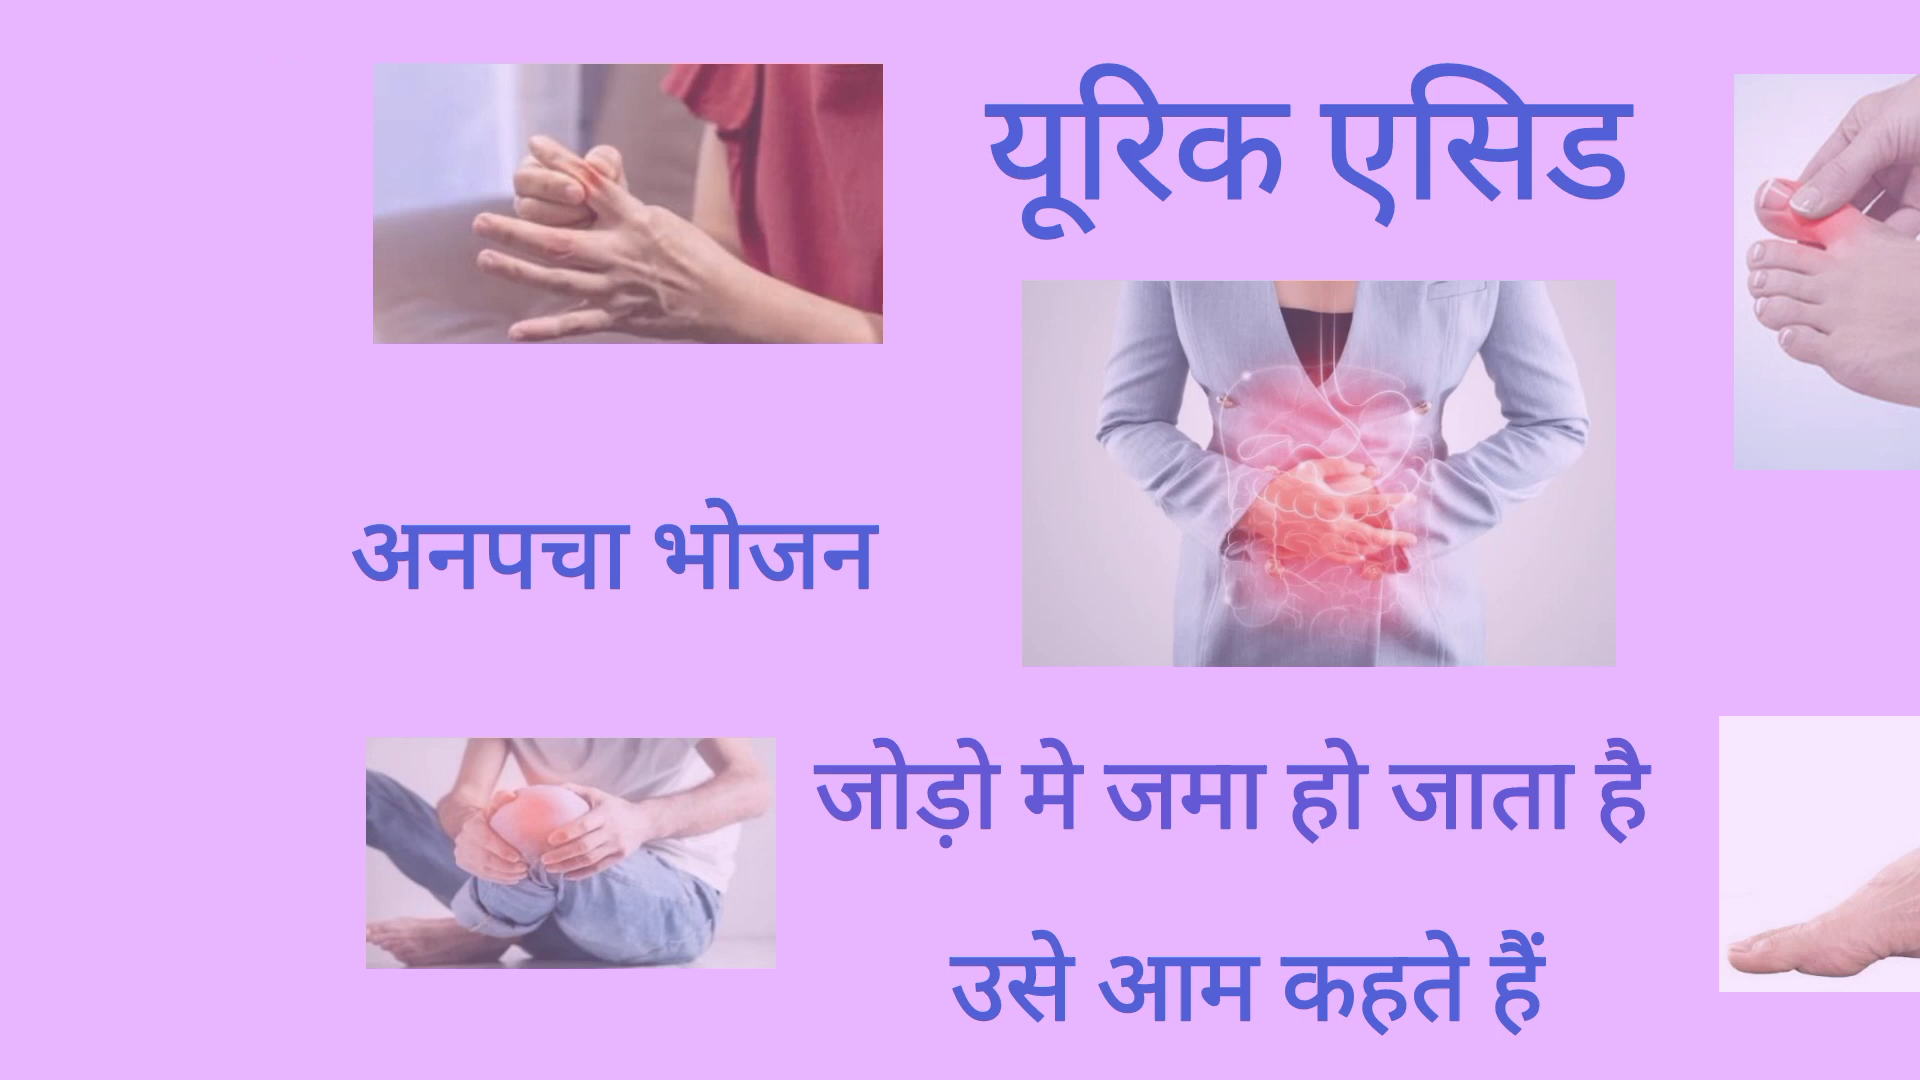 यूरिक एसिड
अनपचा भोजन
जोड़ो मे जमा हो जाता है
उसे आम कहते हैं